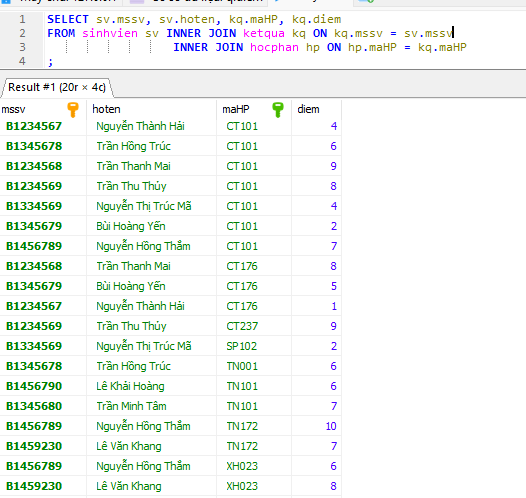 1 SELECT sv.mssv, sv.hoten, kq.maHP, kq.diem
2 FROM sinhvien sv INNER JOIN ketqua kq ON kq.mssv = sv.mssv
3 INNER JOIN hocphan hp ON hp.maHP = kq.maHP
4 ;
Result #1 (20r × 4c)
mssv hoten maHP diem
B1234567 Nguyễn Thành Hải CT101 4
B1345678 Trần Hồng Trúc CT101 6
B1234568 Trần Thanh Mai CT101 9
B1234569 Trần Thu Thủy CT101 8
B1334569 Nguyễn Thị Trúc Mã CT101 4
B1345679 Bùi Hoàng Yến CT101 2
B1456789 Nguyễn Hồng Thắm CT101 7
B1234568 Trần Thanh Mai CT176 8
B1345679 Bùi Hoàng Yến CT176 5
B1234567 Nguyễn Thành Hải CT176 1
B1234569 Trần Thu Thủy CT237 9
B1334569 Nguyễn Thị Trúc Mã SP102 2
B1345678 Trần Hồng Trúc TN001 6
B1456790 Lê Khải Hoàng TN101 6
B1345680 Trần Minh Tâm TN101 7
B1456789 Nguyễn Hồng Thắm TN172 10
B1459230 Lê Văn Khang TN172 7
B1456789 Nguyễn Hồng Thắm XH023 6
B1459230 Lê Văn Khang XH023 8